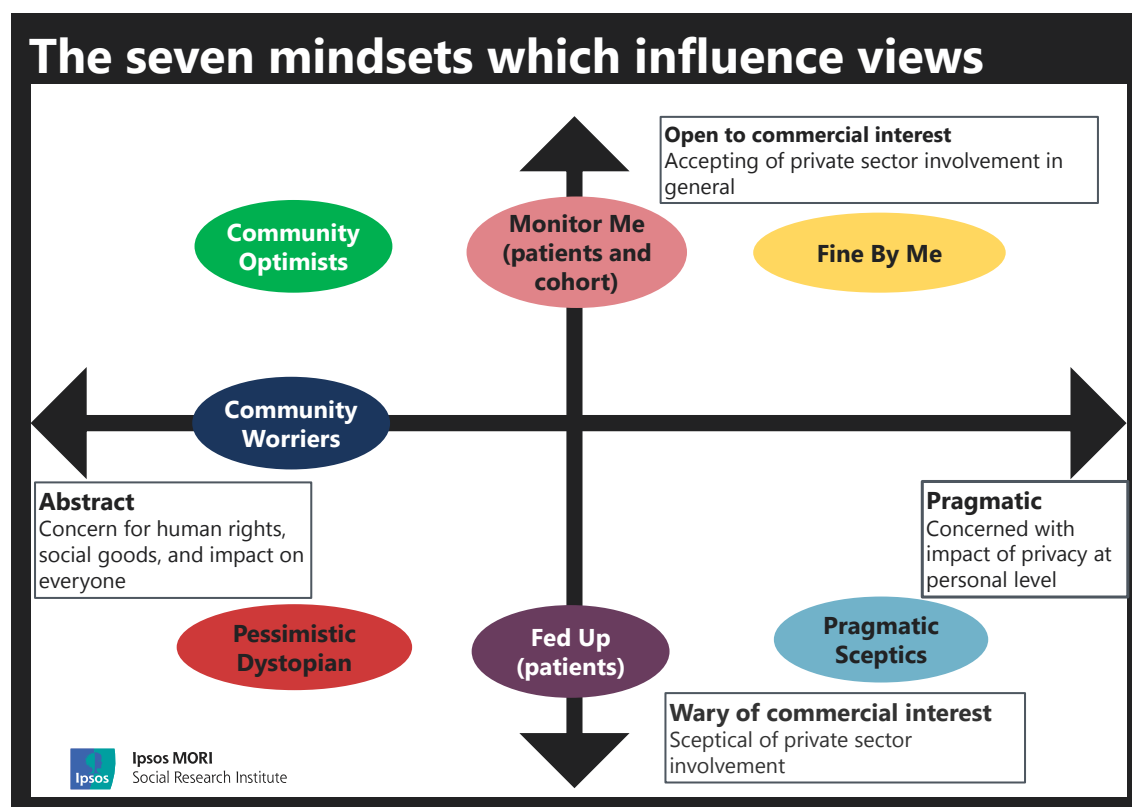 The seven mindsets which influence views
Open to commercial interest
Accepting of private sector involvement in
general
Community
Optimists
Monitor Me
(patients and
cohort)
Fine By Me
Community
Worriers
Abstract
Concern for human rights,
social goods, and impact on
everyone
Pragmatic
Concerned with
impact of privacy at
personal level
Pessimistic
Dystopian
Fed Up
(patients)
Pragmatic
Sceptics
Wary of commercial interest
Sceptical of private sector
involvement
Ipsos
Ipsos MORI
Social Research Institute